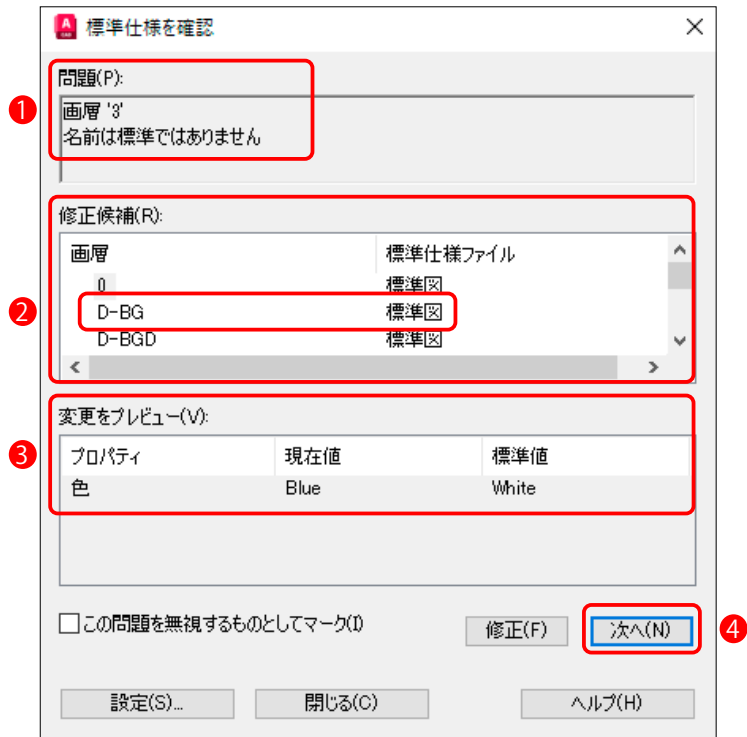 A CAD 標準仕様を確認
1 問題(P):
画層 '3'
名前は標準ではありません
修正候補(R):
画層 標準仕様ファイル
0 標準図
2 D-BG 標準図
D-BGD 標準図
変更をプレビュー(V):
3 プロパティ 現在値 標準値
色 Blue White
この問題を無視するものとしてマーク(I)
修正(F) 次へ(N) 4
設定(S)... 閉じる(C) ヘルプ(H)